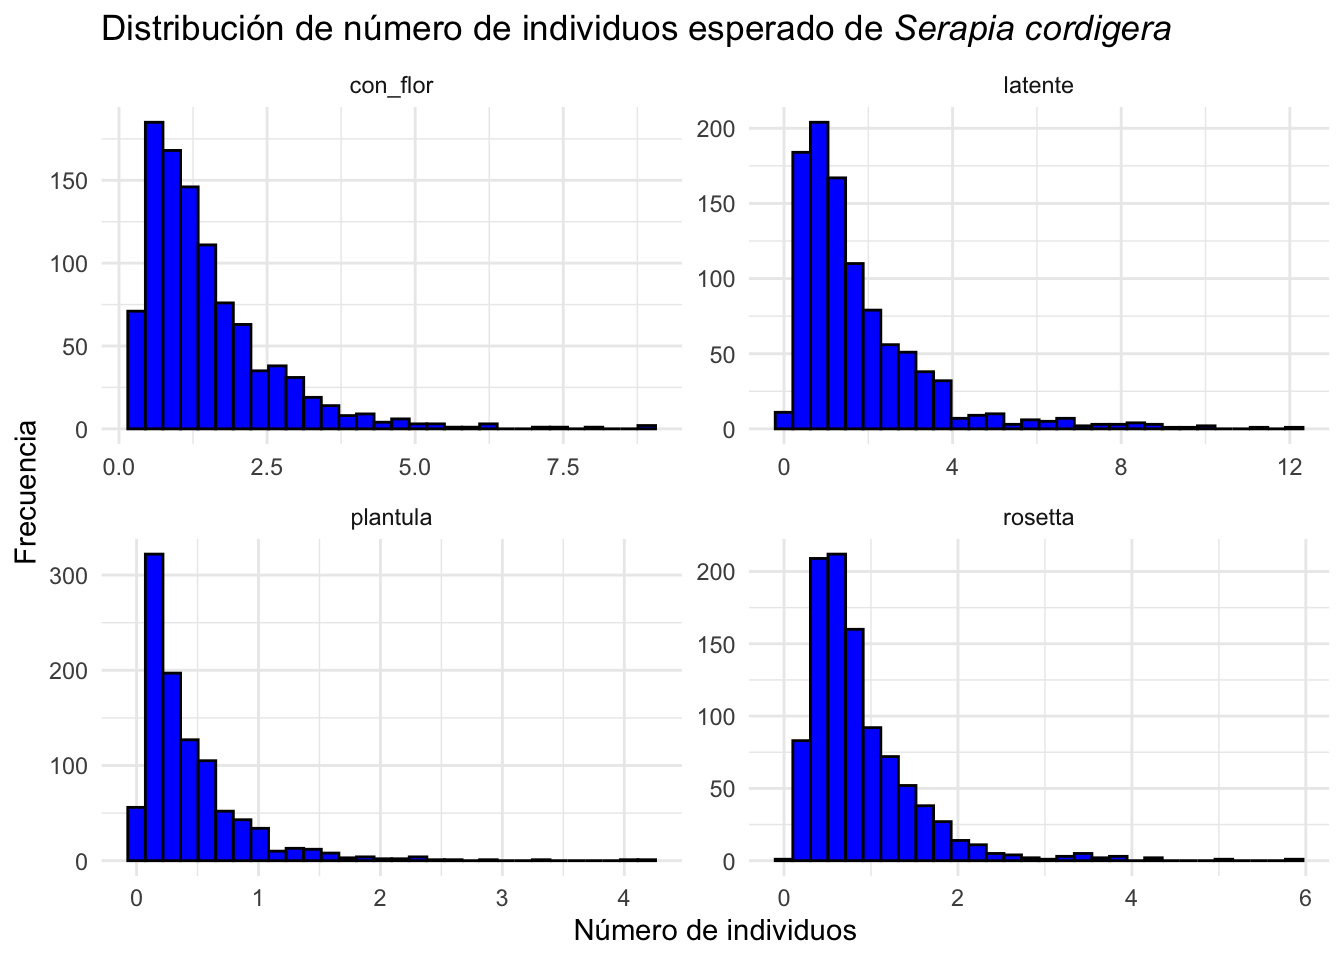 Distribución de número de individuos esperado de Serapia cordigera
con_flor
latente
150
100
50
0
0.0 2.5 5.0 7.5
200
150
100
50
0
0 4 8 12
Frecuencia
plantula
rosetta
300
200
100
0
0 1 2 3 4
200
150
100
50
0
0 2 4 6
Número de individuos